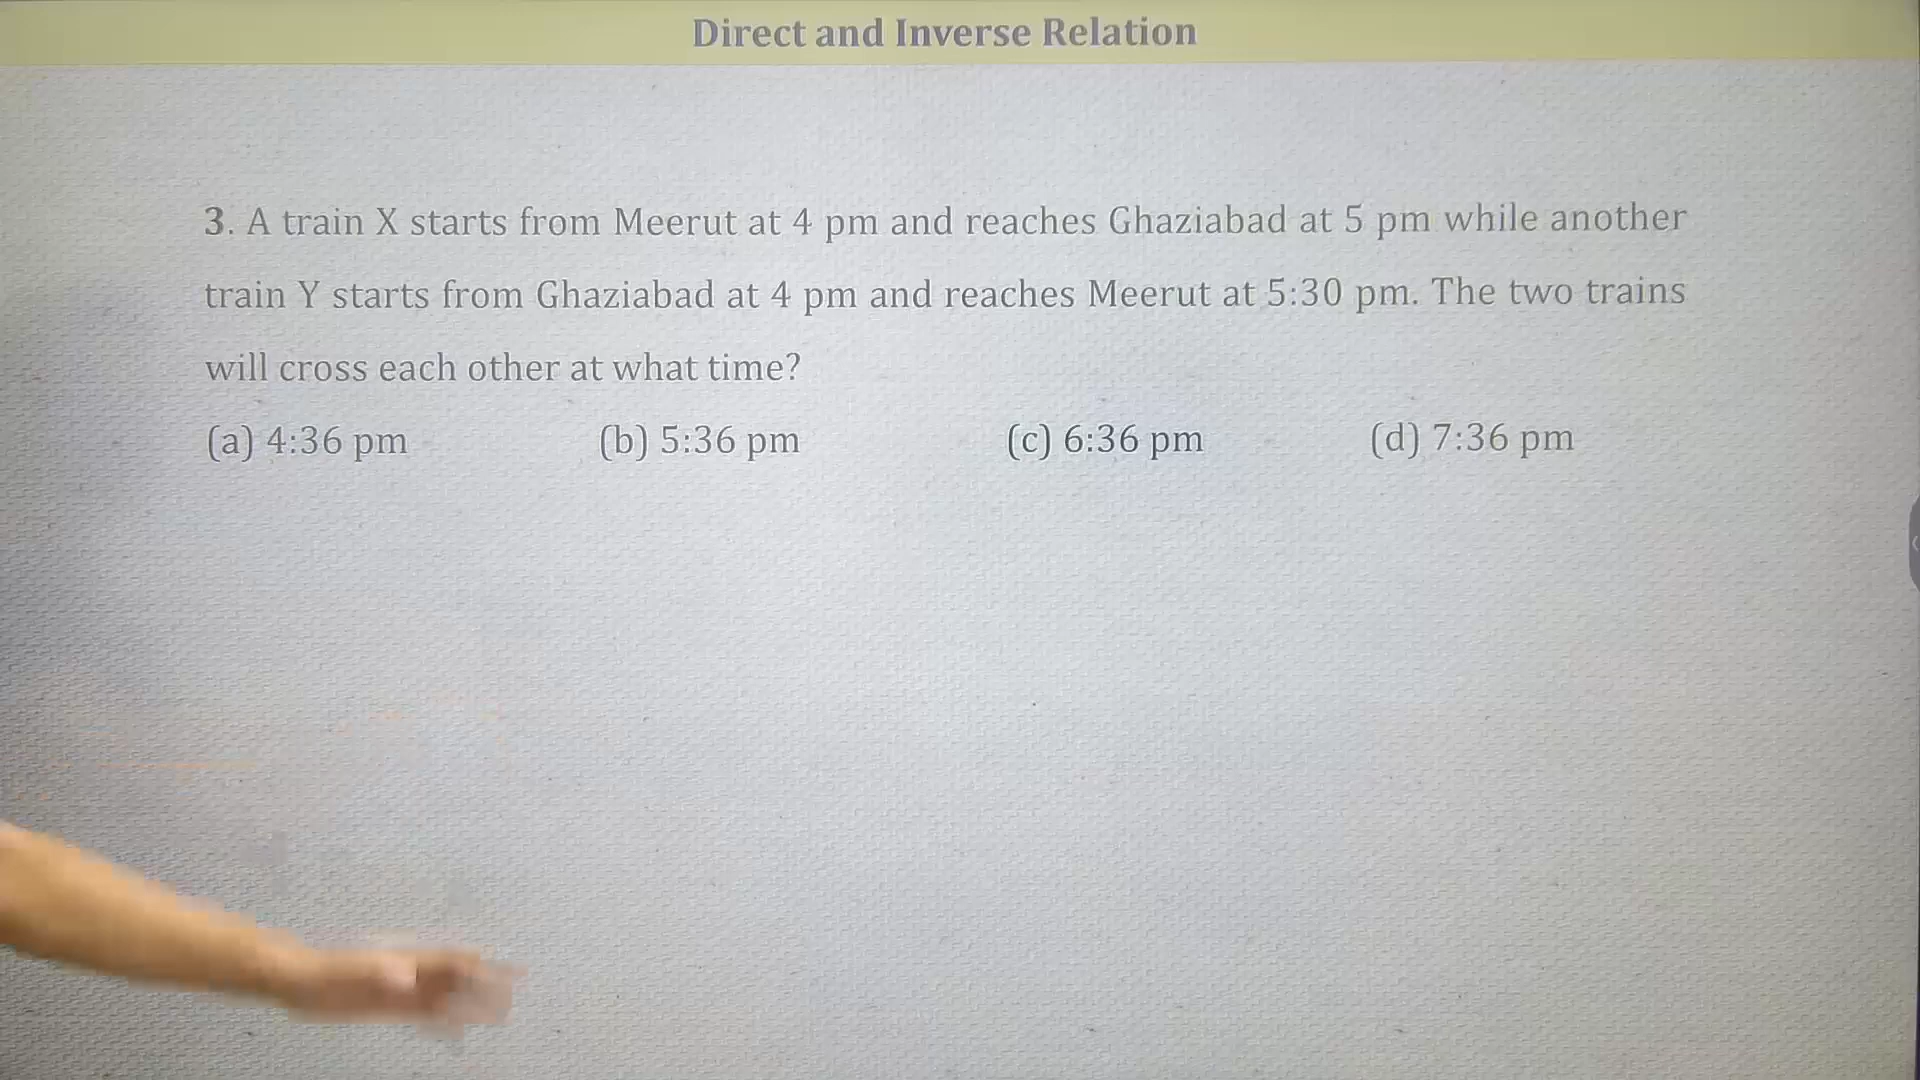 Direct and Inverse Relation
3. A train X starts from Meerut at 4 pm and reaches Ghaziabad at 5 pm while another
train Y starts from Ghaziabad at 4 pm and reaches Meerut at 5:30 pm. The two trains
will cross each other at what time?
(a) 4:36 pm (b) 5:36 pm (c) 6:36 pm (d) 7:36 pm